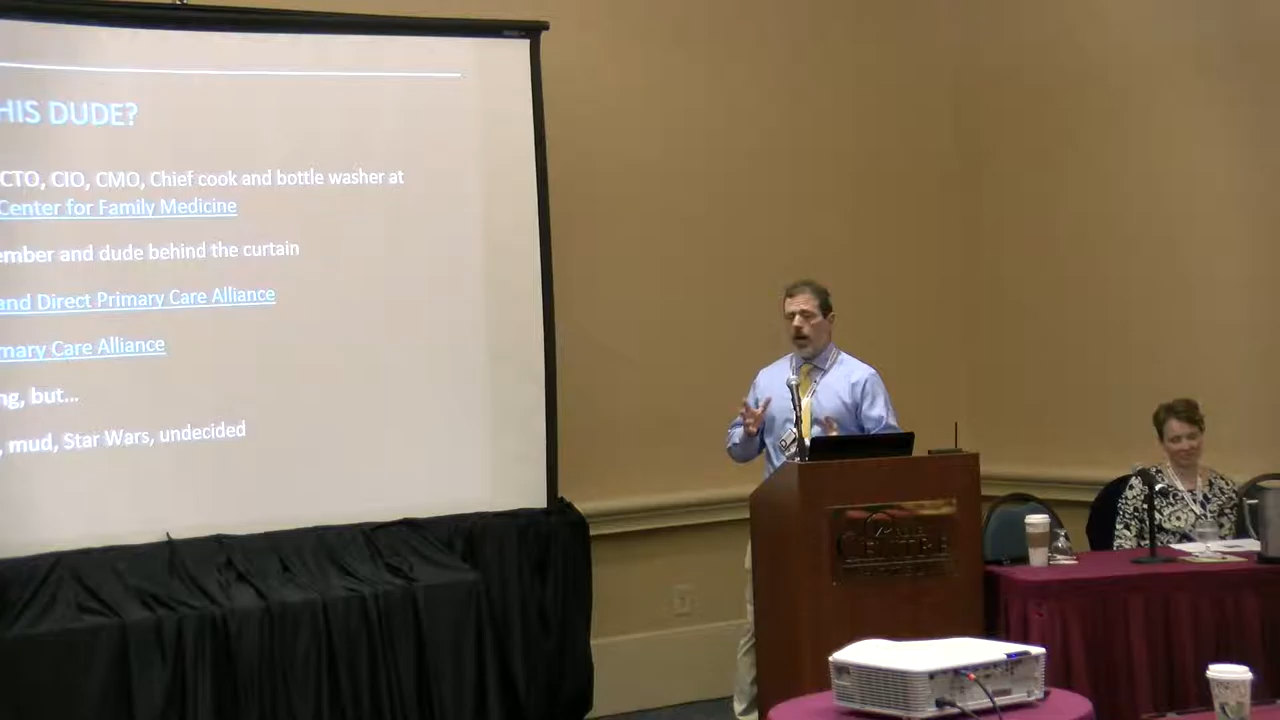 HIS DUDE?
CTO, CIO, CMO, Chief cook and bottle washer at
Center for Family Medicine
ember and dude behind the curtain
and Direct Primary Care Alliance
mary Care Alliance
ng, but...
, mud, Star Wars, undecided
CENTRE